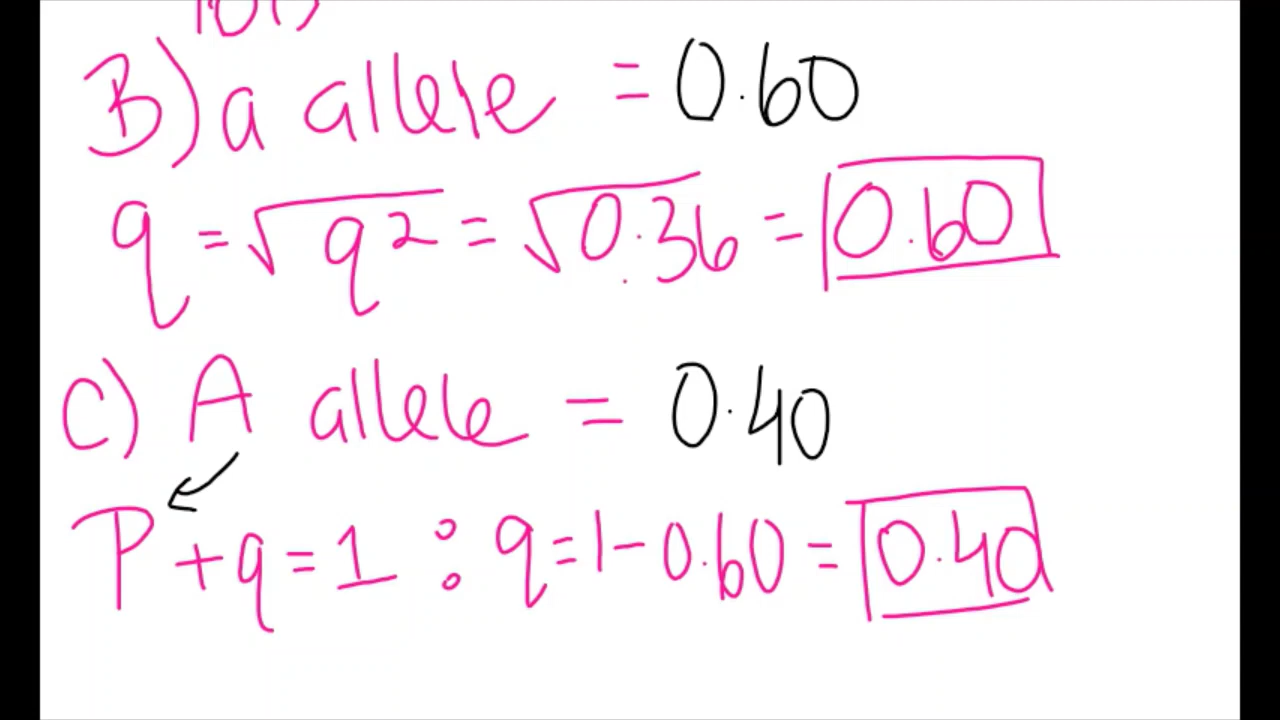 B) a allele = 0.60
q = √q² = √0.36 = 0.60
C) A allele = 0.40
P + q = 1 : q = 1 - 0.60 = 0.40